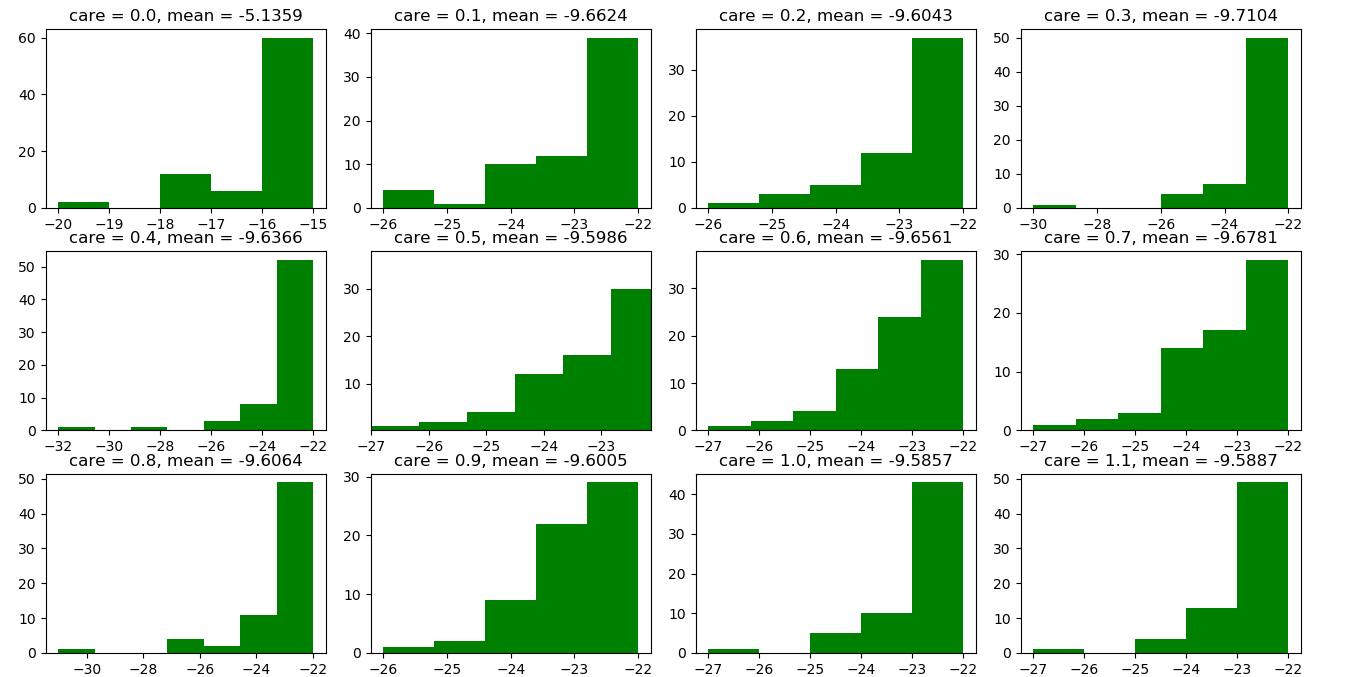 care = 0.0, mean = -5.1359
care = 0.1, mean = -9.6624
care = 0.2, mean = -9.6043
care = 0.3, mean = -9.7104
60
40
20
0
−20 −19 −18 −17 −16 −15
40
30
20
10
0
−26 −25 −24 −23 −22
30
20
10
0
−26 −25 −24 −23 −22
50
40
30
20
10
0
−30 −28 −26 −24 −22
care = 0.4, mean = -9.6366
care = 0.5, mean = -9.5986
care = 0.6, mean = -9.6561
care = 0.7, mean = -9.6781
50
40
30
20
10
0
−32 −30 −28 −26 −24 −22
30
20
10
−27 −26 −25 −24 −23
30
20
10
0
−27 −26 −25 −24 −23 −22
30
20
10
0
−27 −26 −25 −24 −23 −22
care = 0.8, mean = -9.6064
care = 0.9, mean = -9.6005
care = 1.0, mean = -9.5857
care = 1.1, mean = -9.5887
50
40
30
20
10
0
−30 −28 −26 −24 −22
30
20
10
0
−26 −25 −24 −23 −22
40
30
20
10
0
−27 −26 −25 −24 −23 −22
50
40
30
20
10
0
−27 −26 −25 −24 −23 −22